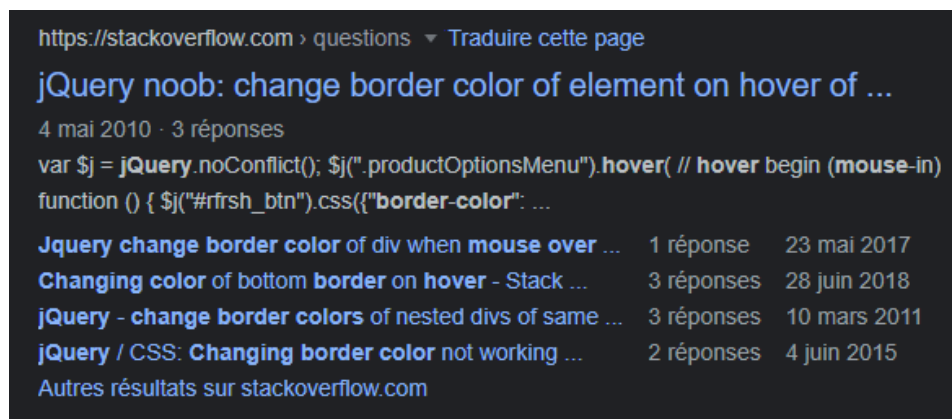 https://stackoverflow.com › questions ▾ Traduire cette page
jQuery noob: change border color of element on hover of ...
4 mai 2010 · 3 réponses
var $j = jQuery.noConflict(); $j(".productOptionsMenu").hover( // hover begin (mouse-in)
function () { $j("#rfrsh_btn").css({"border-color": ...
Jquery change border color of div when mouse over ... 1 réponse 23 mai 2017
Changing color of bottom border on hover - Stack ... 3 réponses 28 juin 2018
jQuery - change border colors of nested divs of same ... 3 réponses 10 mars 2011
jQuery / CSS: Changing border color not working ... 2 réponses 4 juin 2015
Autres résultats sur stackoverflow.com